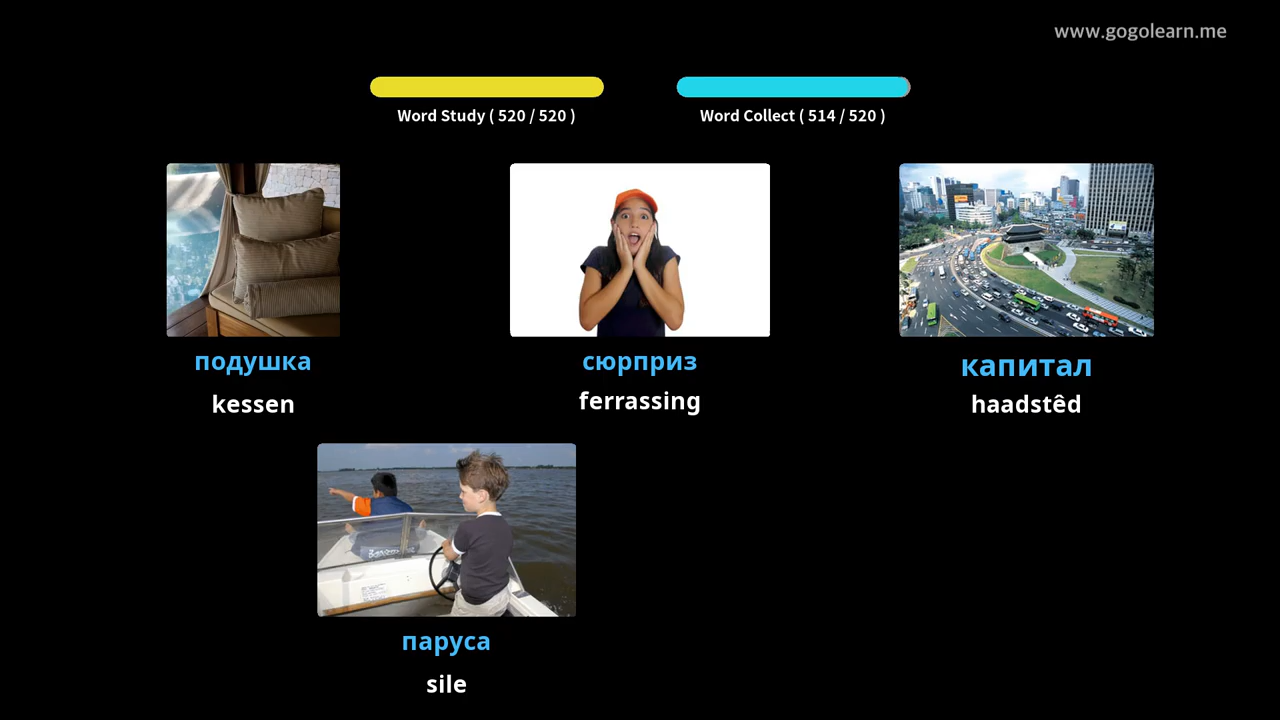 www.gogolearn.me
Word Study ( 520 / 520 )
Word Collect ( 514 / 520 )
подушка
kessen
сюрприз
ferrassing
капитал
haadstêd
паруса
sile